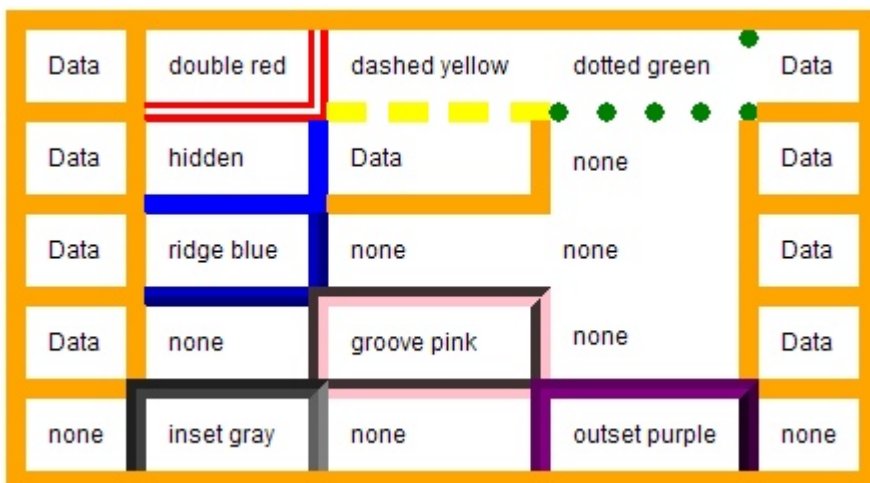 Data double red dashed yellow dotted green Data
Data hidden Data none Data
Data ridge blue none none Data
Data none groove pink none Data
none inset gray none outset purple none